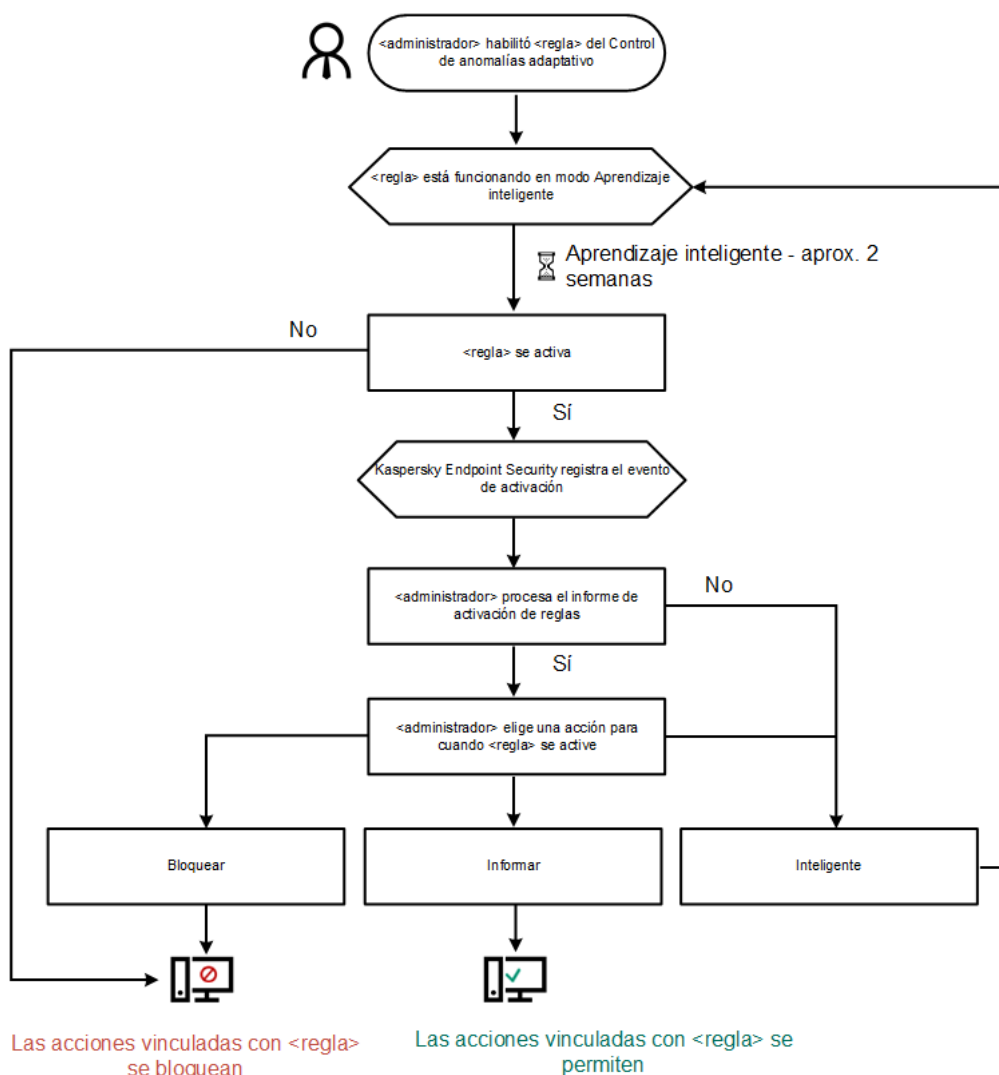 <administrador> habilitó <regla> del Control
de anomalías adaptativo
<regla> está funcionando en modo Aprendizaje
inteligente
Aprendizaje inteligente - aprox. 2
semanas
No
<regla> se activa
Sí
Kaspersky Endpoint Security registra el evento
de activación
<administrador> procesa el informe de
activación de reglas
No
Sí
<administrador> elige una acción para
cuando <regla> se active
Bloquear
Informar
Inteligente
Las acciones vinculadas con <regla>
se bloquean
Las acciones vinculadas con <regla> se
permiten